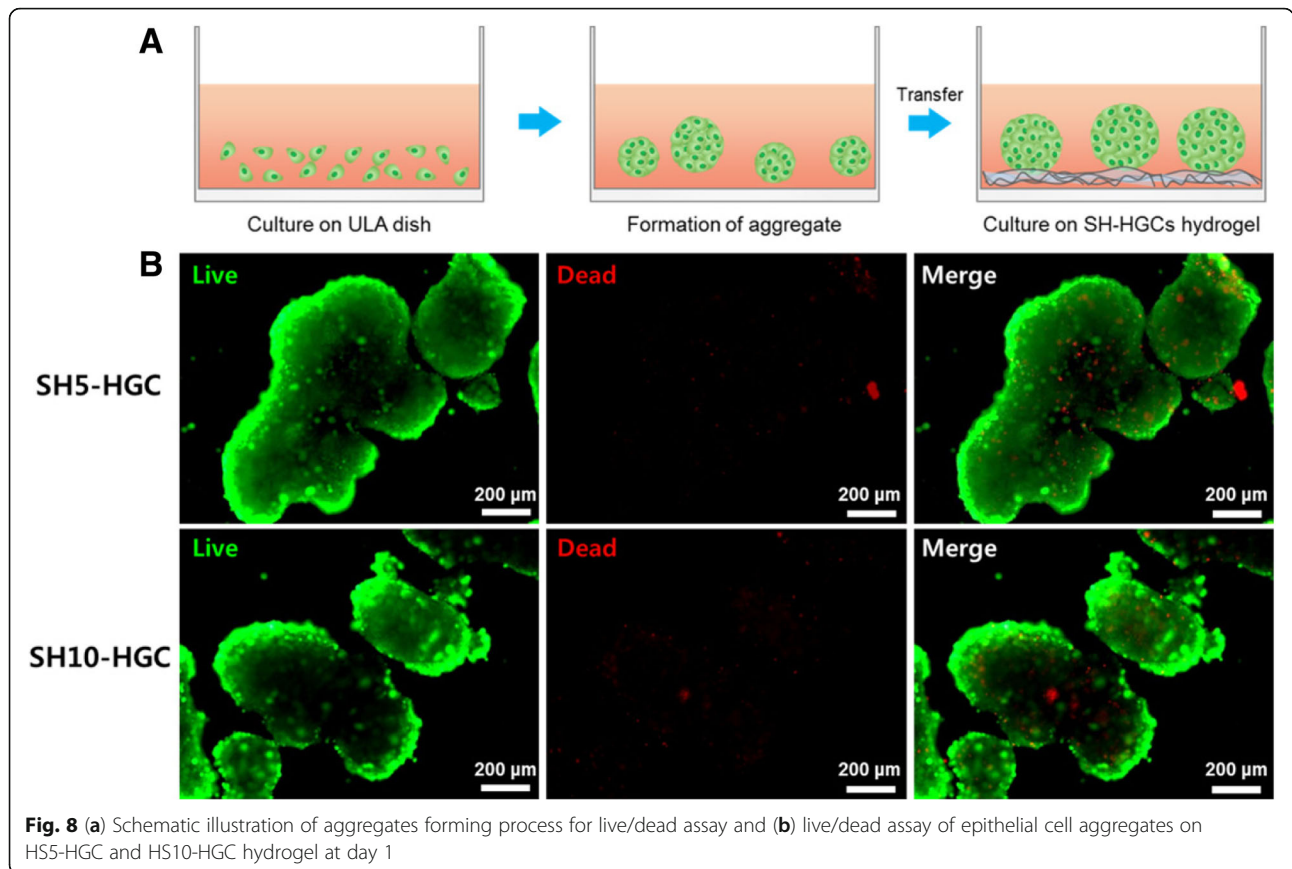 A
Transfer
Culture on ULA dish
Formation of aggregate
Culture on SH-HGCs hydrogel
B
Live
Dead
Merge
SH5-HGC
200 µm
200 µm
200 µm
Live
Dead
Merge
SH10-HGC
200 µm
200 µm
200 µm
Fig. 8 (a) Schematic illustration of aggregates forming process for live/dead assay and (b) live/dead assay of epithelial cell aggregates on
HS5-HGC and HS10-HGC hydrogel at day 1